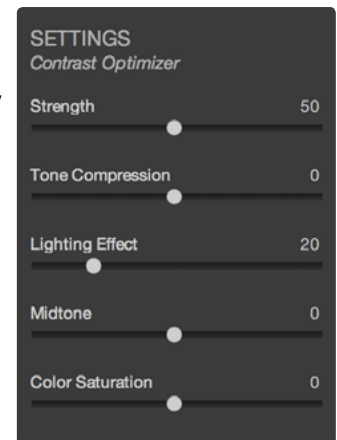 SETTINGS
Contrast Optimizer
Strength 50
Tone Compression 0
Lighting Effect 20
Midtone 0
Color Saturation 0